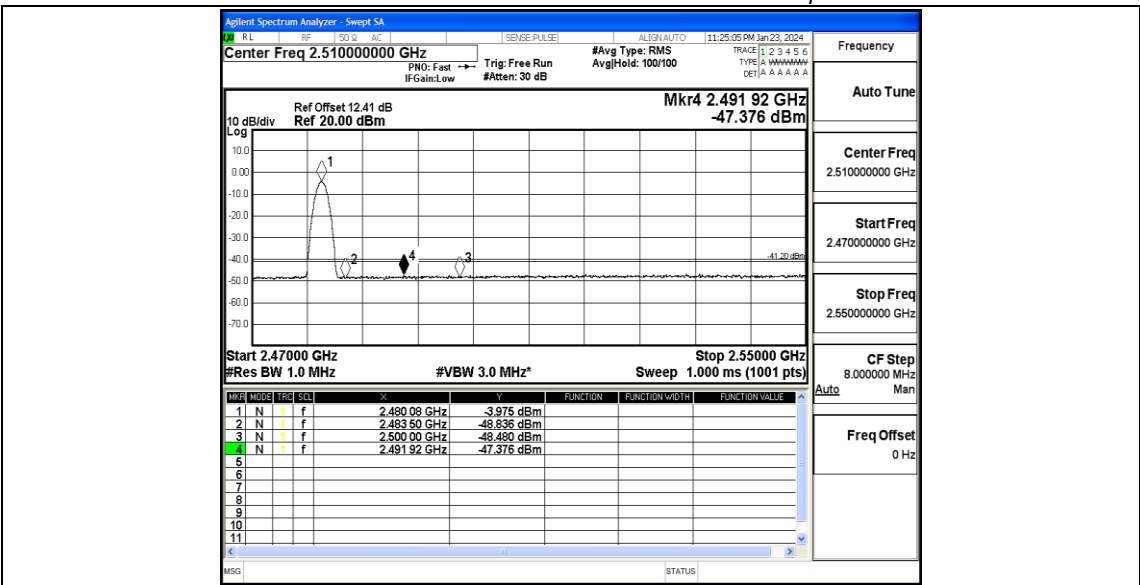 Agilent Spectrum Analyzer - Swept SA
RL RF 50 Ω AC SENSE:PULSE ALIGN AUTO 11:25:05 PM Jan 23, 2024
Center Freq 2.510000000 GHz
PNO: Fast
IFGain:Low
Trig: Free Run
#Atten: 30 dB
#Avg Type: RMS
Avg|Hold: 100/100
TRACE 1 2 3 4 5 6
TYPE A WWWWW
DET A A A A A A
Frequency
Auto Tune
Center Freq
2.510000000 GHz
Start Freq
2.470000000 GHz
Stop Freq
2.550000000 GHz
CF Step
8.000000 MHz
Auto Man
Freq Offset
0 Hz
Mkr4 2.491 92 GHz
-47.376 dBm
Ref Offset 12.41 dB
10 dB/div Ref 20.00 dBm
Log
10.0
0.00
-10.0
-20.0
-30.0
-40.0
-50.0
-60.0
-70.0
1
2
4
3
-41.20 dBm
Start 2.47000 GHz Stop 2.55000 GHz
#Res BW 1.0 MHz #VBW 3.0 MHz* Sweep 1.000 ms (1001 pts)
MKR MODE TRC SCL X Y FUNCTION FUNCTION WIDTH FUNCTION VALUE
1 N 1 f 2.480 08 GHz -3.975 dBm
2 N 1 f 2.483 50 GHz -48.836 dBm
3 N 1 f 2.500 00 GHz -48.480 dBm
4 N 1 f 2.491 92 GHz -47.376 dBm
5
6
7
8
9
10
11
MSG STATUS